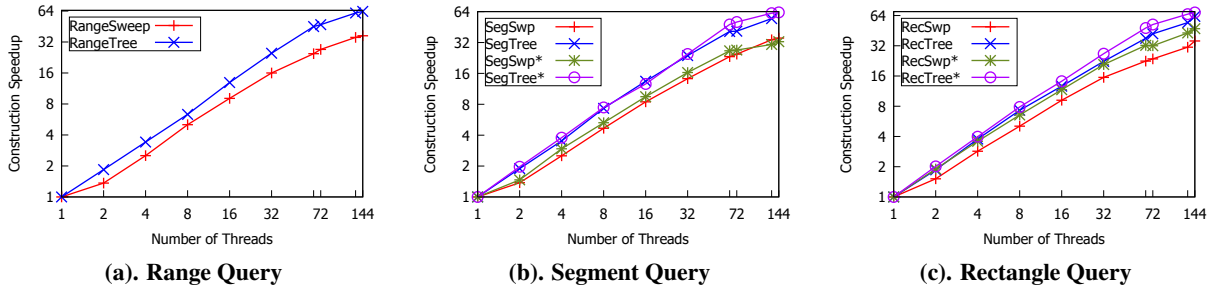 Construction Speedup
64
32
16
8
4
2
1
RangeSweep
RangeTree
1 2 4 8 16 32 72 144
Number of Threads
(a). Range Query
Construction Speedup
64
32
16
8
4
2
1
SegSwp
SegTree
SegSwp*
SegTree*
1 2 4 8 16 32 72 144
Number of Threads
(b). Segment Query
Construction Speedup
64
32
16
8
4
2
1
RecSwp
RecTree
RecSwp*
RecTree*
1 2 4 8 16 32 72 144
Number of Threads
(c). Rectangle Query